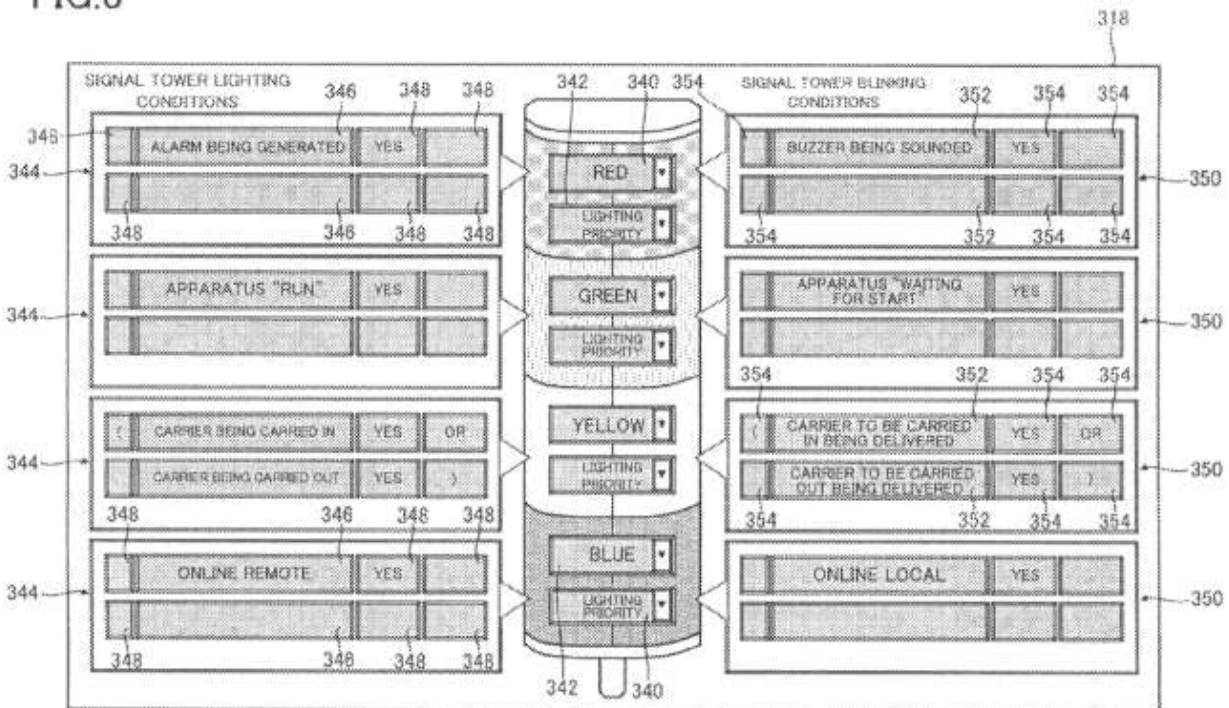 318
SIGNAL TOWER LIGHTING
CONDITIONS
346 348 348
342 340 354
SIGNAL TOWER BLINKING
CONDITIONS
352 354 354
348
344
ALARM BEING GENERATED YES
RED
LIGHTING
PRIORITY
BUZZER BEING SOUNDED YES
350
348 346 348 348
354 352 354 354
344
APPARATUS "RUN" YES
GREEN
LIGHTING
PRIORITY
APPARATUS "WAITING
FOR START" YES
350
354 352 354 354
344
( CARRIER BEING CARRIED IN YES OR
CARRIER BEING CARRIED OUT YES )
YELLOW
LIGHTING
PRIORITY
( CARRIER TO BE CARRIED
IN BEING DELIVERED YES OR
CARRIER TO BE CARRIED
OUT BEING DELIVERED YES )
350
348 346 348 348
354 352 354 354
344
ONLINE REMOTE YES
BLUE
LIGHTING
PRIORITY
ONLINE LOCAL YES
350
348 346 348 348
342 340